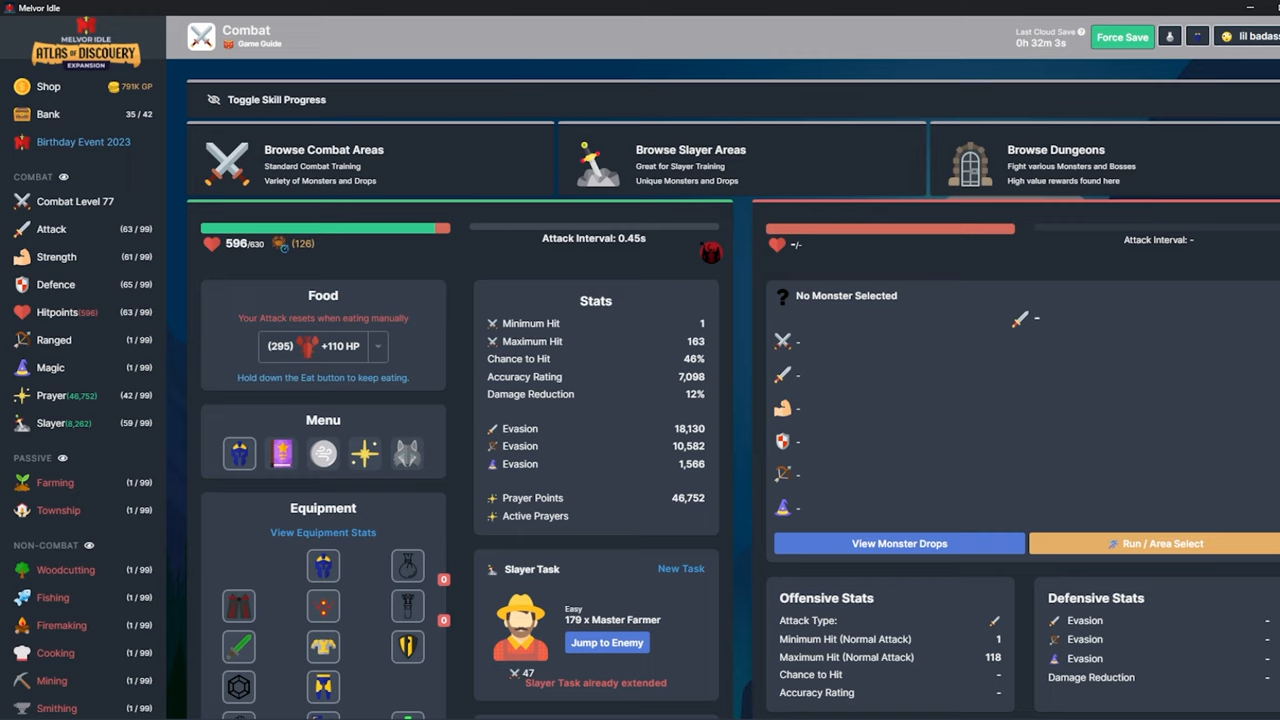 Melvor Idle
MELVOR IDLE
ATLAS OF DISCOVERY
EXPANSION
Combat
Game Guide
Last Cloud Save
0h 32m 3s
Force Save
lil badas
Shop
791K GP
Bank
35 / 42
Birthday Event 2023
COMBAT
Combat Level 77
Attack
(63 / 99)
Strength
(61 / 99)
Defence
(65 / 99)
Hitpoints(596)
(63 / 99)
Ranged
(1 / 99)
Magic
(1 / 99)
Prayer(46,752)
(42 / 99)
Slayer(8,262)
(59 / 99)
PASSIVE
Farming
(1 / 99)
Township
(1 / 99)
NON-COMBAT
Woodcutting
(1 / 99)
Fishing
(1 / 99)
Firemaking
(1 / 99)
Cooking
(1 / 99)
Mining
(1 / 99)
Smithing
(1 / 99)
Toggle Skill Progress
Browse Combat Areas
Standard Combat Training
Variety of Monsters and Drops
Browse Slayer Areas
Great for Slayer Training
Unique Monsters and Drops
Browse Dungeons
Fight various Monsters and Bosses
High value rewards found here
596/630
(126)
Attack Interval: 0.45s
Food
Your Attack resets when eating manually
(295) +110 HP
Hold down the Eat button to keep eating.
Menu
Equipment
View Equipment Stats
0
0
Stats
Minimum Hit
1
Maximum Hit
163
Chance to Hit
46%
Accuracy Rating
7,098
Damage Reduction
12%
Evasion
18,130
Evasion
10,582
Evasion
1,566
Prayer Points
46,752
Active Prayers
Slayer Task
New Task
Easy
179 x Master Farmer
Jump to Enemy
47
Slayer Task already extended
-/-
Attack Interval: -
No Monster Selected
-
-
-
-
-
-
-
View Monster Drops
Run / Area Select
Offensive Stats
Attack Type:
Minimum Hit (Normal Attack)
1
Maximum Hit (Normal Attack)
118
Chance to Hit
-
Accuracy Rating
-
Defensive Stats
Evasion
-
Evasion
-
Evasion
-
Damage Reduction
-